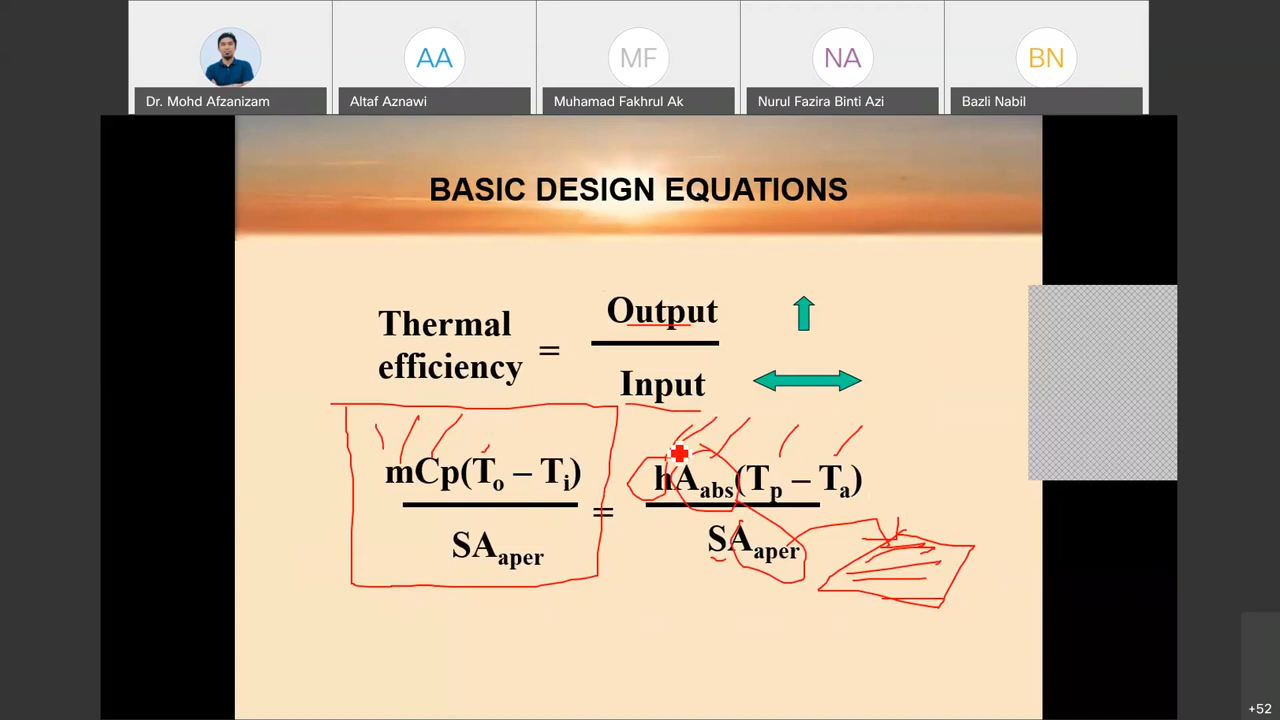 AA
MF
NA
BN
Dr. Mohd Afzanizam
Altaf Aznawi
Muhamad Fakhrul Ak
Nurul Fazira Binti Azi
Bazli Nabil
BASIC DESIGN EQUATIONS
Thermal efficiency = Output / Input
mCp(To – Ti) / SAaper = hAabs(Tp – Ta) / SAaper
+52